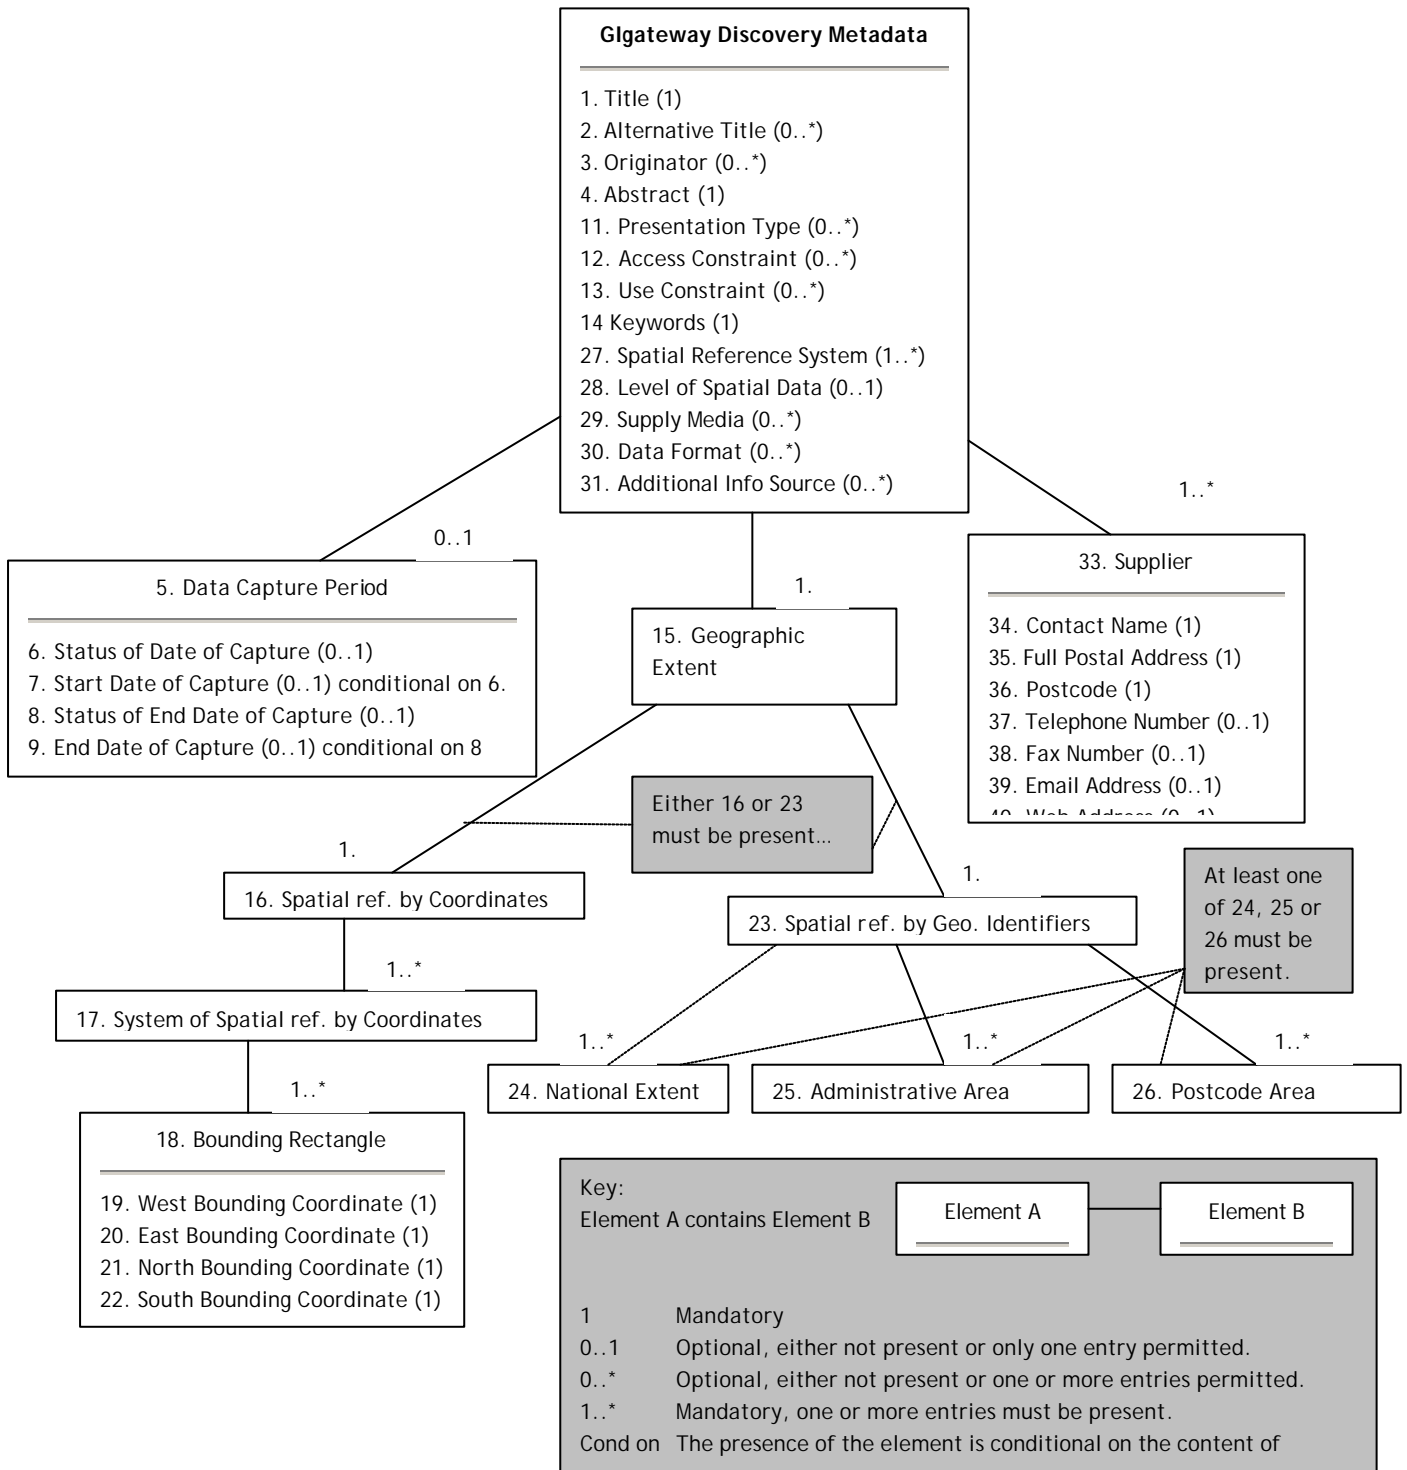 GIgateway Discovery Metadata
1. Title (1)
2. Alternative Title (0..*)
3. Originator (0..*)
4. Abstract (1)
11. Presentation Type (0..*)
12. Access Constraint (0..*)
13. Use Constraint (0..*)
14 Keywords (1)
27. Spatial Reference System (1..*)
28. Level of Spatial Data (0..1)
29. Supply Media (0..*)
30. Data Format (0..*)
31. Additional Info Source (0..*)
0..1
1.
1..*
5. Data Capture Period
6. Status of Date of Capture (0..1)
7. Start Date of Capture (0..1) conditional on 6.
8. Status of End Date of Capture (0..1)
9. End Date of Capture (0..1) conditional on 8
15. Geographic
Extent
33. Supplier
34. Contact Name (1)
35. Full Postal Address (1)
36. Postcode (1)
37. Telephone Number (0..1)
38. Fax Number (0..1)
39. Email Address (0..1)
40. Web Address (0..1)
Either 16 or 23
must be present...
1.
16. Spatial ref. by Coordinates
1.
23. Spatial ref. by Geo. Identifiers
At least one
of 24, 25 or
26 must be
present.
1..*
17. System of Spatial ref. by Coordinates
1..*
24. National Extent
1..*
25. Administrative Area
1..*
26. Postcode Area
1..*
18. Bounding Rectangle
19. West Bounding Coordinate (1)
20. East Bounding Coordinate (1)
21. North Bounding Coordinate (1)
22. South Bounding Coordinate (1)
Key:
Element A contains Element B
Element A
Element B
1 Mandatory
0..1 Optional, either not present or only one entry permitted.
0..* Optional, either not present or one or more entries permitted.
1..* Mandatory, one or more entries must be present.
Cond on The presence of the element is conditional on the content of